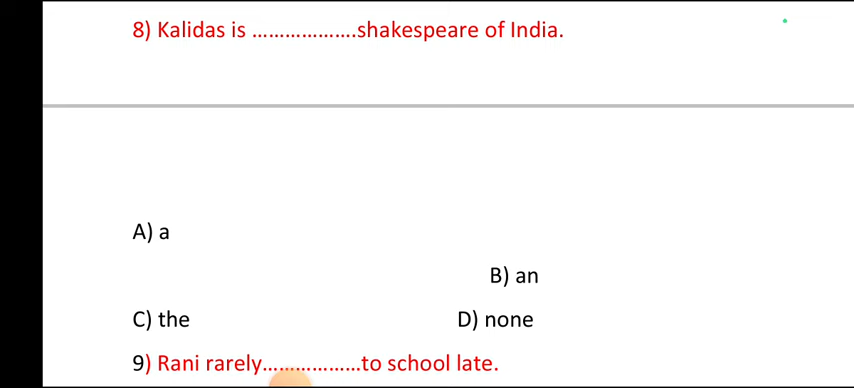 8) Kalidas is ……………….shakespeare of India.
A) a
B) an
C) the D) none
9) Rani rarely………………to school late.